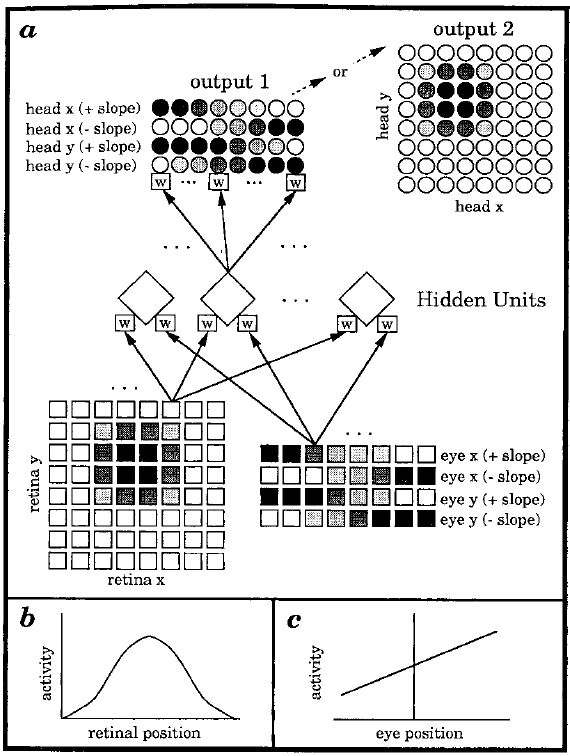 a
output 2
output 1
or
head x (+ slope)
head x (- slope)
head y (+ slope)
head y (- slope)
head y
head x
w ... w ... w
... ...
... Hidden Units
w w w w w w
...
...
retina y
retina x
eye x (+ slope)
eye x (- slope)
eye y (+ slope)
eye y (- slope)
b
activity
retinal position
c
activity
eye position